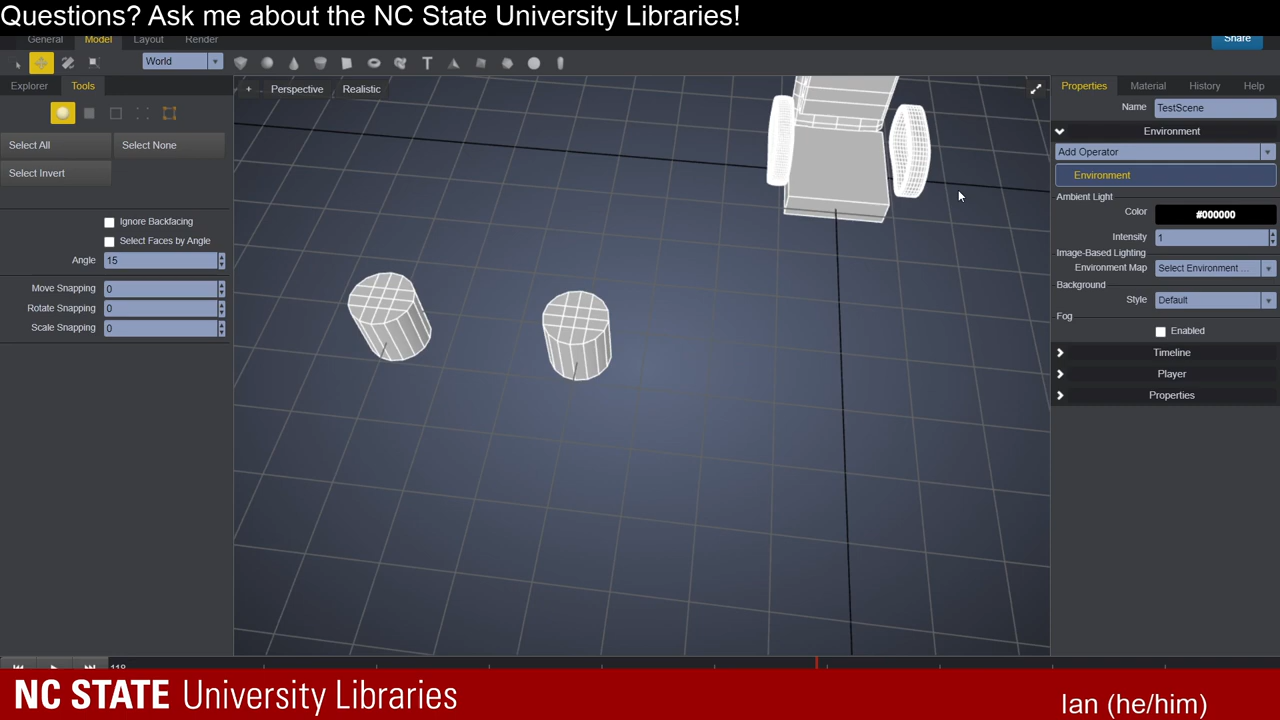 Questions? Ask me about the NC State University Libraries!
General Model Layout Render
Share
World
Explorer Tools
Select All Select None
Select Invert
Ignore Backfacing
Select Faces by Angle
Angle 15
Move Snapping 0
Rotate Snapping 0
Scale Snapping 0
+ Perspective Realistic
Properties Material History Help
Name TestScene
Environment
Add Operator
Environment
Ambient Light
Color #000000
Intensity 1
Image-Based Lighting
Environment Map Select Environment ...
Background
Style Default
Fog
Enabled
Timeline
Player
Properties
118
NC STATE University Libraries
Ian (he/him)